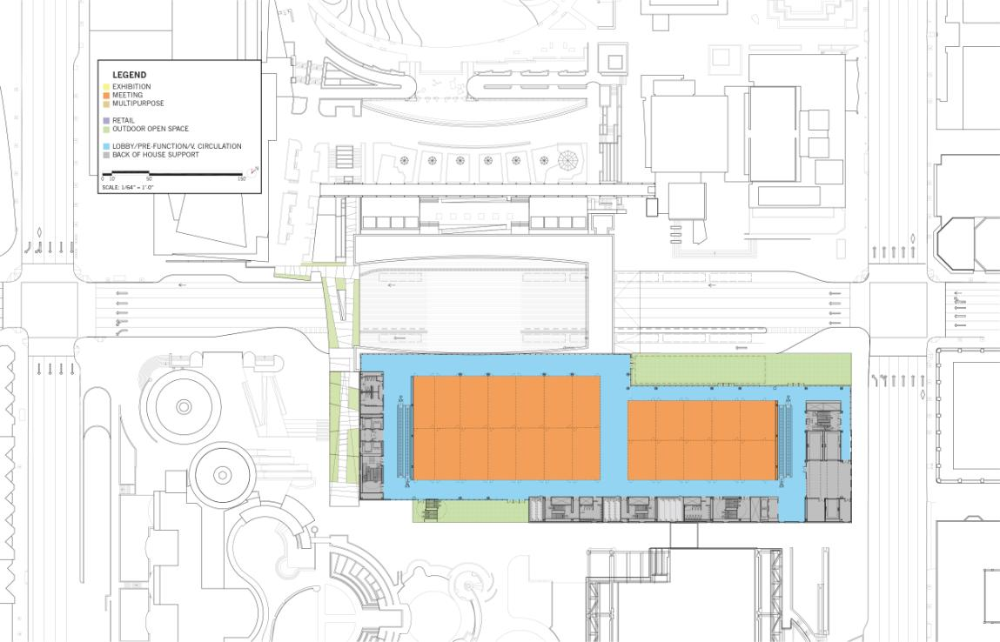 LEGEND
EXHIBITION
MEETING
MULTIPURPOSE
RETAIL
OUTDOOR OPEN SPACE
LOBBY/PRE-FUNCTION/V. CIRCULATION
BACK OF HOUSE SUPPORT
N
0 10' 50' 150'
SCALE: 1/64" = 1'-0"